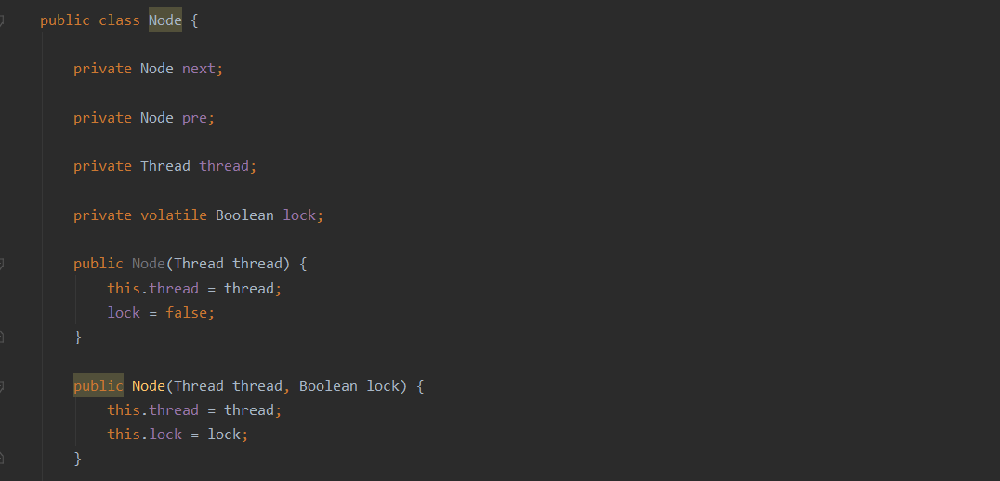 public class Node {
private Node next;
private Node pre;
private Thread thread;
private volatile Boolean lock;
public Node(Thread thread) {
this.thread = thread;
lock = false;
}
public Node(Thread thread, Boolean lock) {
this.thread = thread;
this.lock = lock;
}